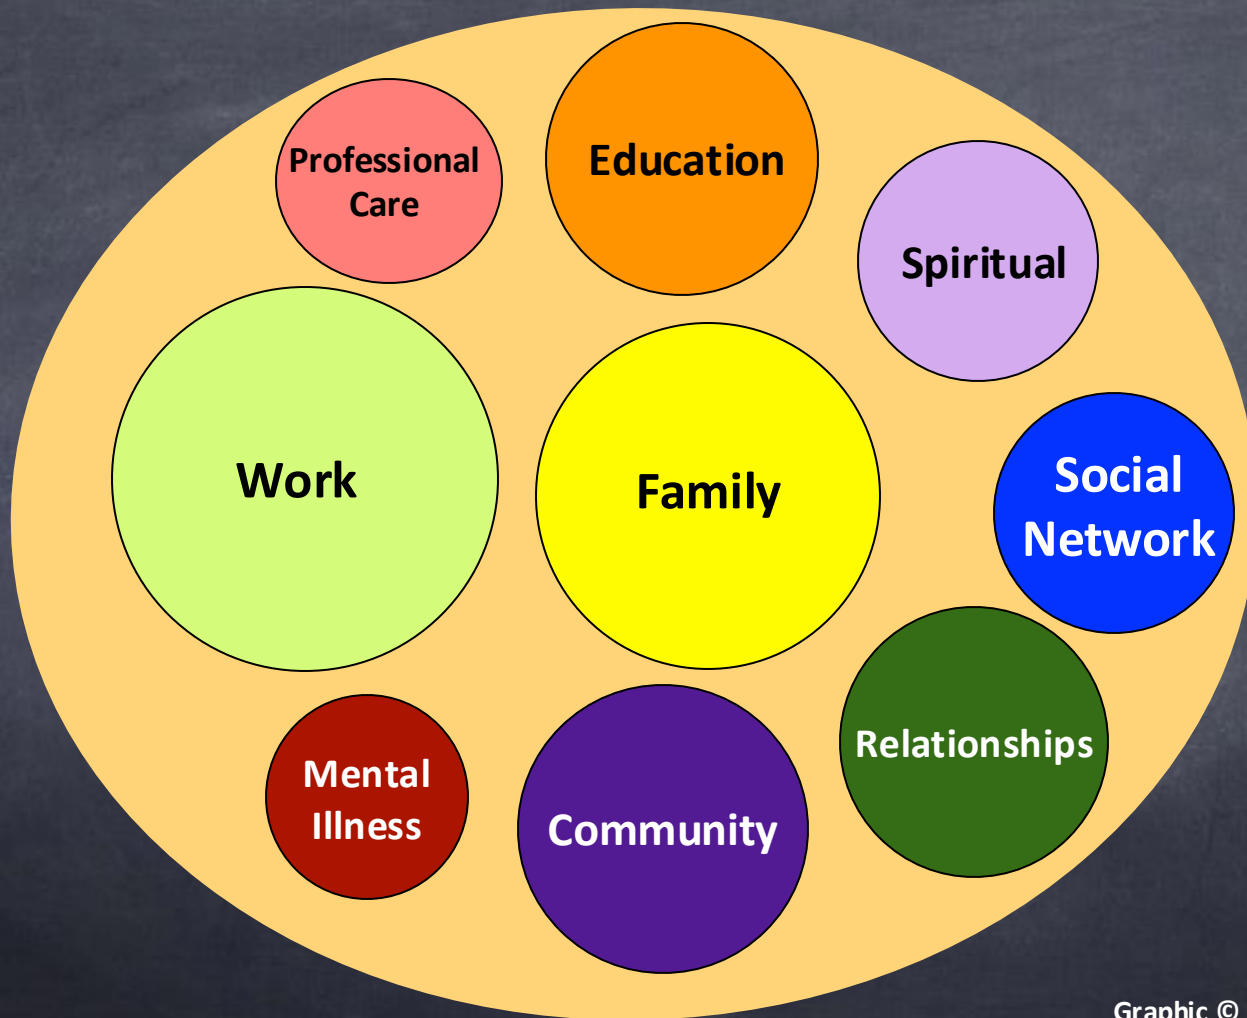 Professional
Care
Education
Spiritual
Work
Family
Social
Network
Mental
Illness
Community
Relationships
Graphic ©